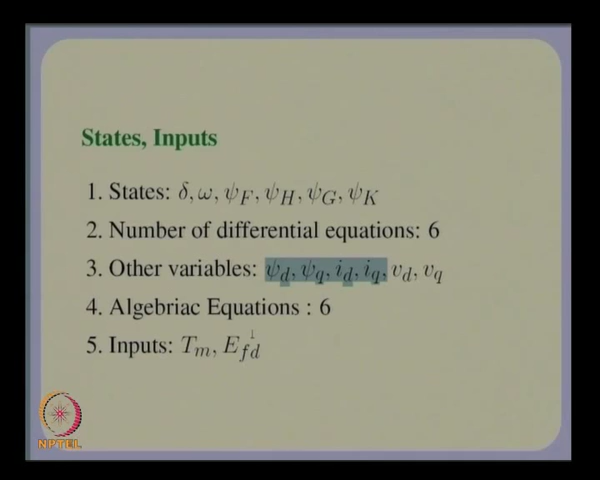 States, Inputs
1. States: δ, ω, ψ_F, ψ_H, ψ_G, ψ_K
2. Number of differential equations: 6
3. Other variables: ψ_d, ψ_q, i_d, i_q, v_d, v_q
4. Algebriac Equations : 6
5. Inputs: T_m, E_fd
NPTEL